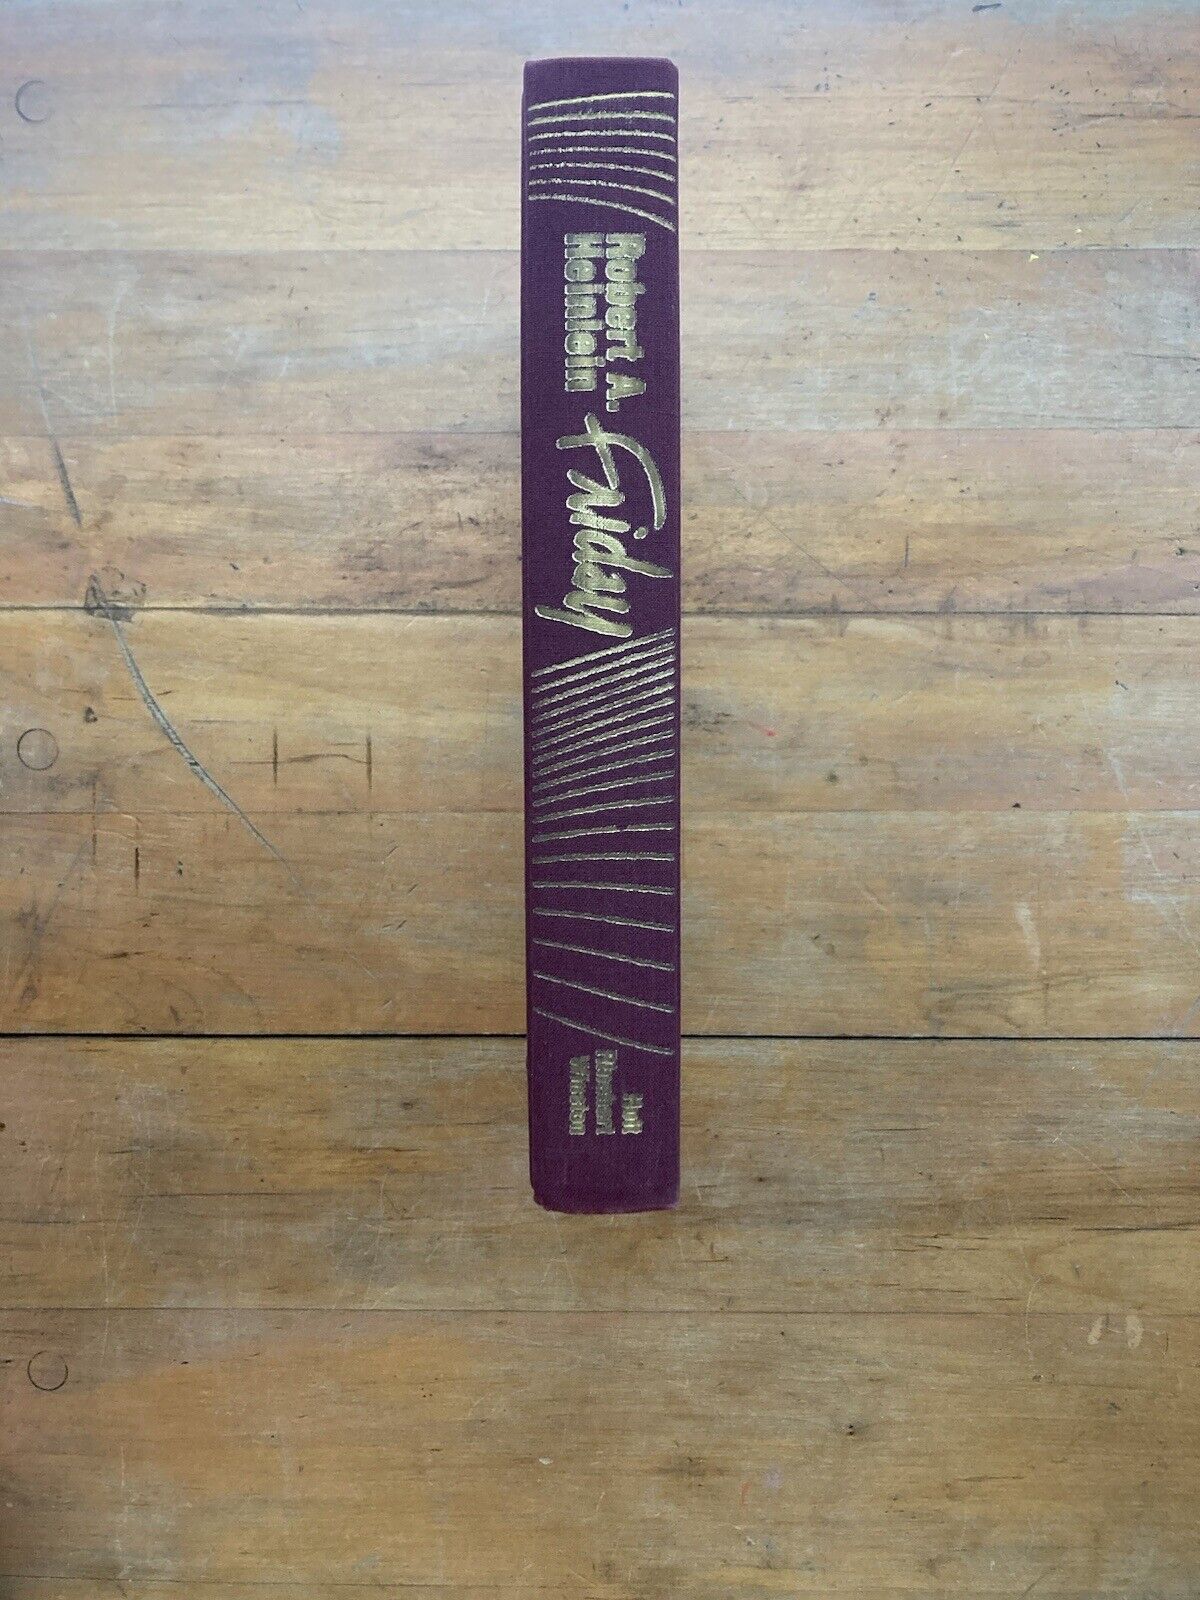 Robert A.
Heinlein
Friday
Holt
Rinehart
Winston